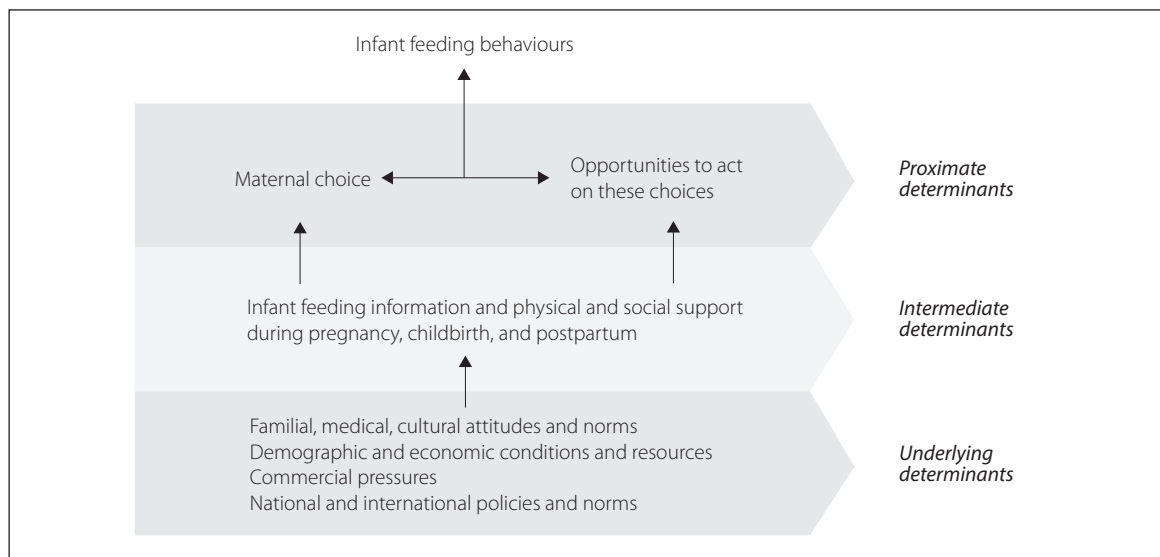 Infant feeding behaviours
Maternal choice
Opportunities to act
on these choices
Proximate
determinants
Infant feeding information and physical and social support
during pregnancy, childbirth, and postpartum
Intermediate
determinants
Familial, medical, cultural attitudes and norms
Demographic and economic conditions and resources
Commercial pressures
National and international policies and norms
Underlying
determinants